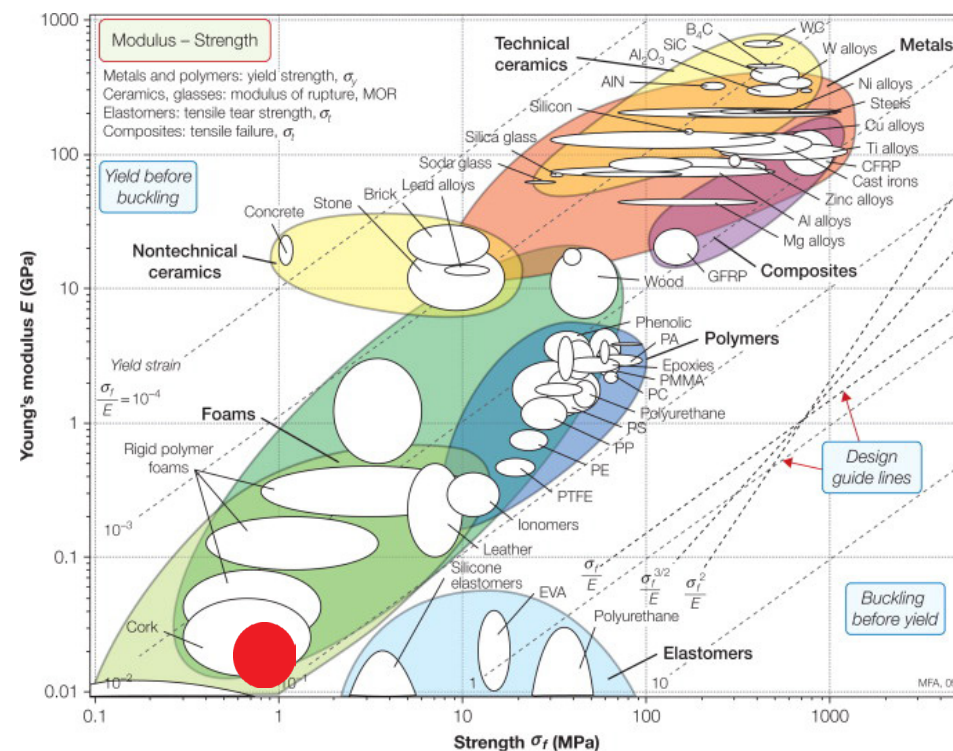 1000
100
10
1
0.1
0.01
Young's modulus E (GPa)
Modulus – Strength
Metals and polymers: yield strength, σy
Ceramics, glasses: modulus of rupture, MOR
Elastomers: tensile tear strength, σt
Composites: tensile failure, σt
Technical
ceramics
B4C
WC
SiC
Al2O3
W alloys
Metals
AlN
Ni alloys
Silicon
Steels
Cu alloys
Silica glass
Ti alloys
Soda glass
CFRP
Cast irons
Yield before
buckling
Lead alloys
Brick
Zinc alloys
Stone
Concrete
Al alloys
Mg alloys
Nontechnical
ceramics
Composites
GFRP
Wood
Phenolic
PA
Polymers
Yield strain
σf/E = 10⁻⁴
Epoxies
PMMA
PC
Foams
Polyurethane
Rigid polymer
foams
PS
PP
PE
Design
guide lines
PTFE
10⁻³
Ionomers
Leather
Silicone
elastomers
σf/E
σf^3/2/E
σf^2/E
EVA
Buckling
before yield
Polyurethane
Cork
Elastomers
10⁻²
10⁻¹
1
10
MFA, 09
0.1
1
10
100
1000
Strength σf (MPa)